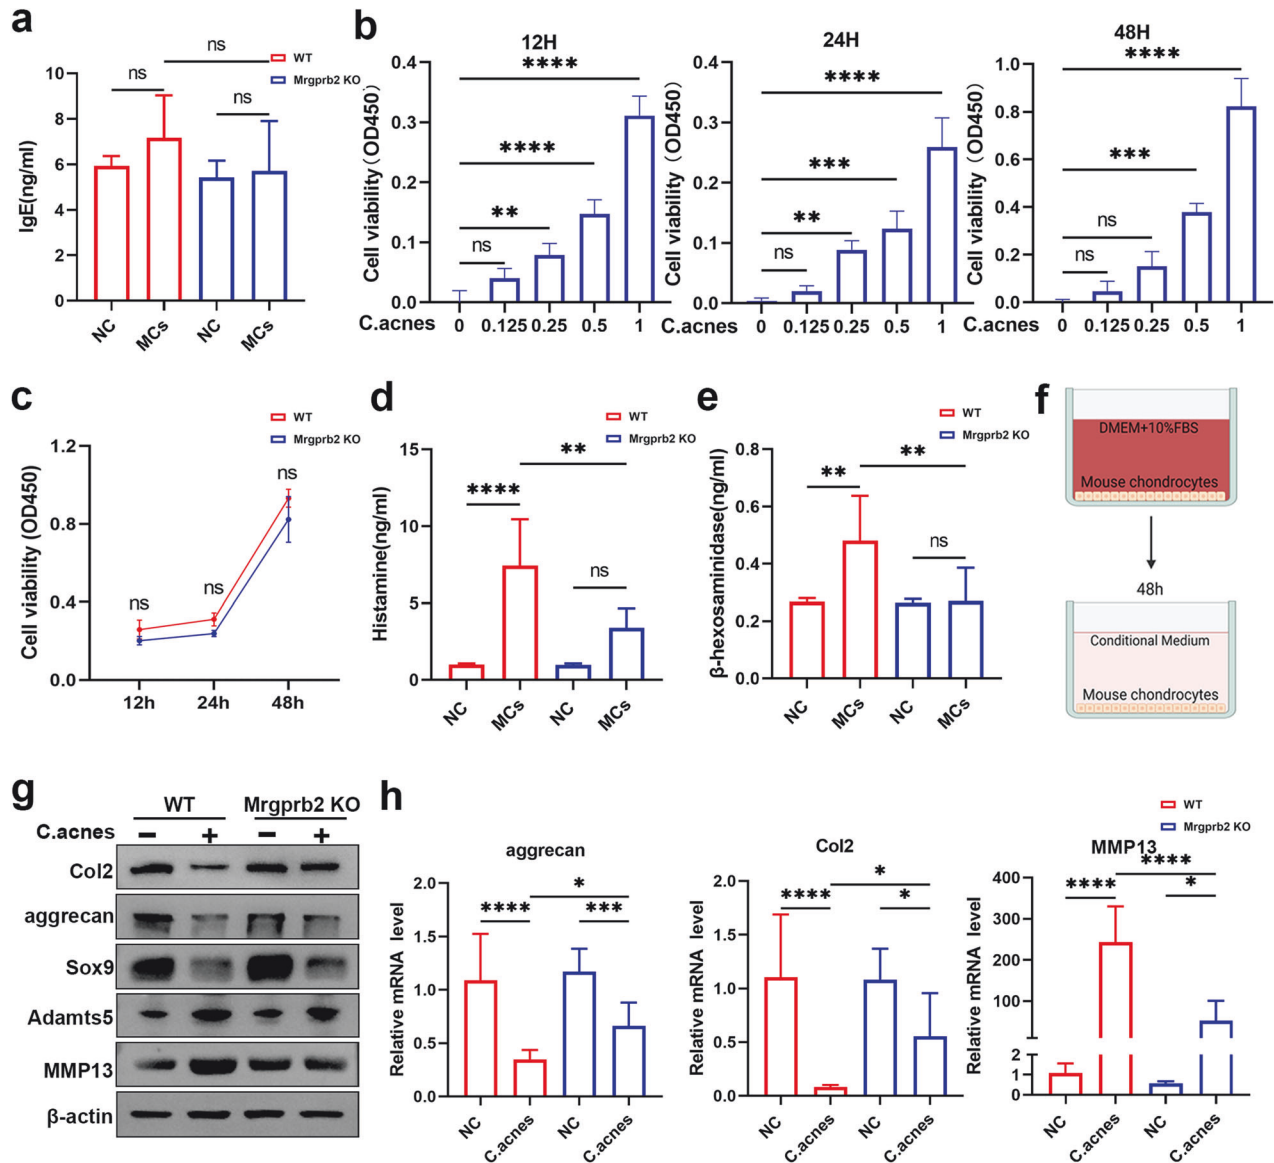 a
WT
Mrgprb2 KO
ns
ns
ns
IgE(ng/ml)
10
8
6
4
2
0
NC
MCs
NC
MCs
b
12H
Cell viability (OD450)
0.4
0.3
0.2
0.1
0.0
****
****
**
ns
C.acnes
0 0.125 0.25 0.5 1
24H
Cell viability (OD450)
0.4
0.3
0.2
0.1
0.0
****
***
**
ns
C.acnes
0 0.125 0.25 0.5 1
48H
Cell viability (OD450)
1.0
0.8
0.6
0.4
0.2
0.0
****
***
ns
ns
C.acnes
0 0.125 0.25 0.5 1
c
WT
Mrgprb2 KO
Cell viability (OD450)
1.2
0.8
0.4
0.0
ns
ns
ns
12h 24h 48h
d
WT
Mrgprb2 KO
Histamine(ng/ml)
15
10
5
0
**
****
ns
NC
MCs
NC
MCs
e
WT
Mrgprb2 KO
β-hexosaminidase(ng/ml)
0.8
0.6
0.4
0.2
0.0
**
**
ns
NC
MCs
NC
MCs
f
DMEM+10%FBS
Mouse chondrocytes
48h
Conditional Medium
Mouse chondrocytes
g
WT Mrgprb2 KO
C.acnes − + − +
Col2
aggrecan
Sox9
Adamts5
MMP13
β-actin
h
WT
Mrgprb2 KO
aggrecan
Relative mRNA level
2.0
1.5
1.0
0.5
0.0
*
****
***
NC
C.acnes
NC
C.acnes
Col2
Relative mRNA level
2.0
1.5
1.0
0.5
0.0
*
****
*
NC
C.acnes
NC
C.acnes
MMP13
Relative mRNA level
400
300
200
100
2
1
0
****
****
*
NC
C.acnes
NC
C.acnes